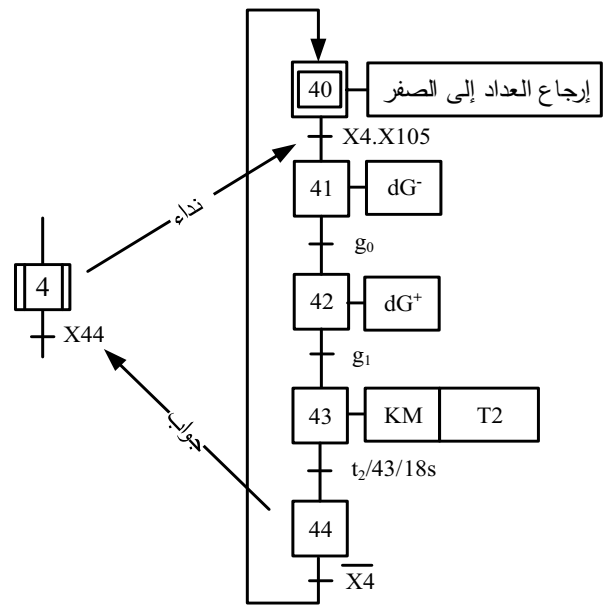 40 إرجاع العداد إلى الصفر
X4.X105
41 dG⁻
نداء
g₀
4
42 dG⁺
X44
g₁
43 KM T2
جواب
t₂/43/18s
44
X̅4̅